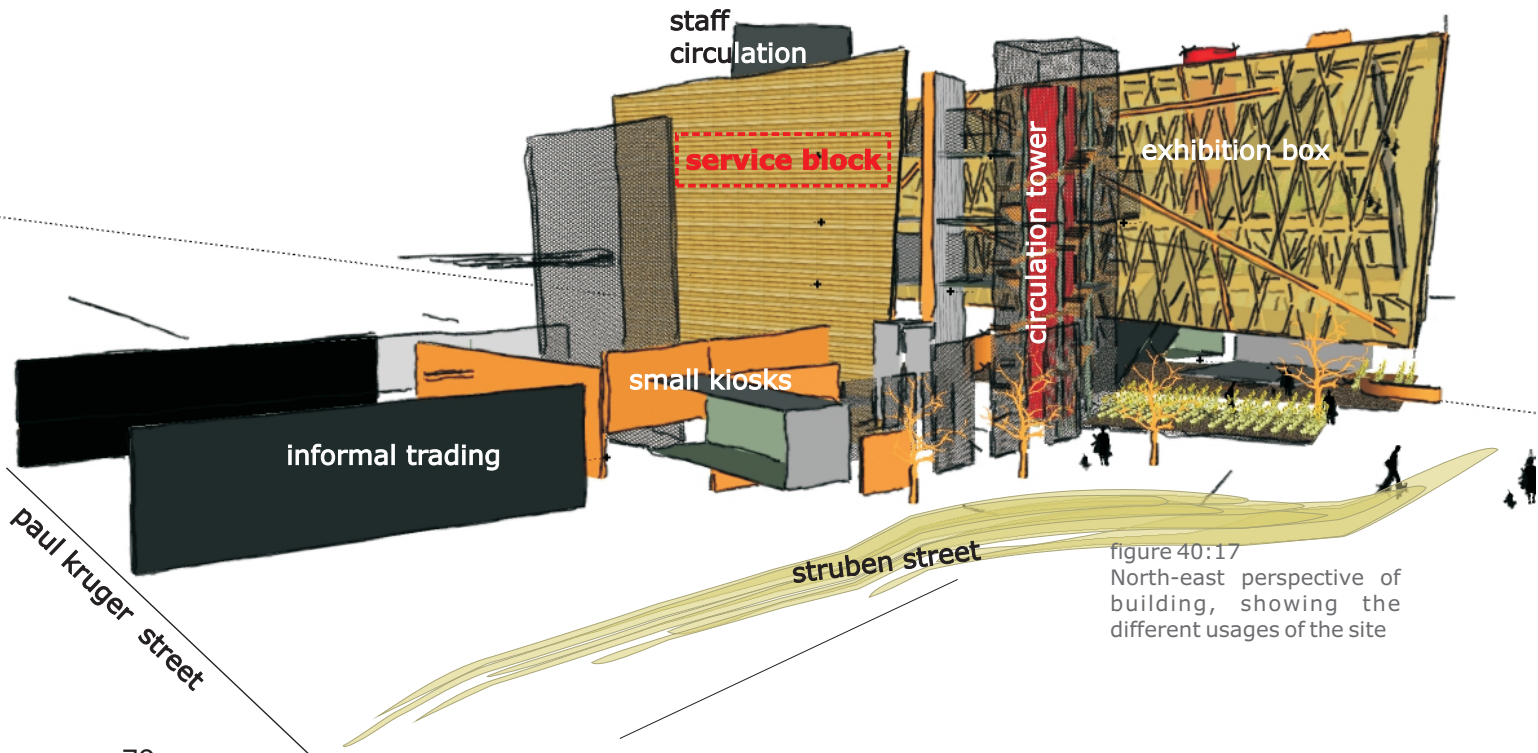 staff
circulation
service block
circulation tower
exhibition box
small kiosks
informal trading
paul kruger street
struben street
figure 40:17
North-east perspective of
building, showing the
different usages of the site